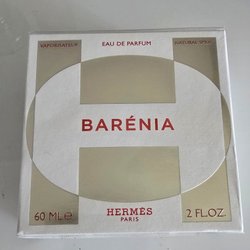 VAPORISATEUR EAU DE PARFUM NATURAL SPRAY
BARÉNIA
60 ML℮ HERMÈS 2 FL.OZ.
PARIS